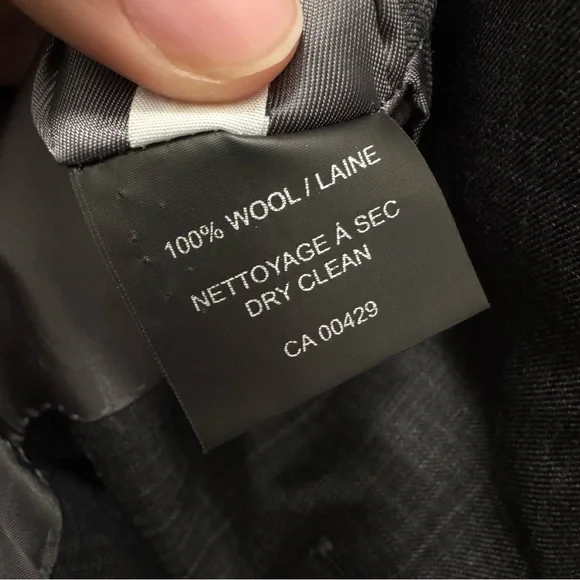 100% WOOL / LAINE
NETTOYAGE À SEC
DRY CLEAN
CA 00429